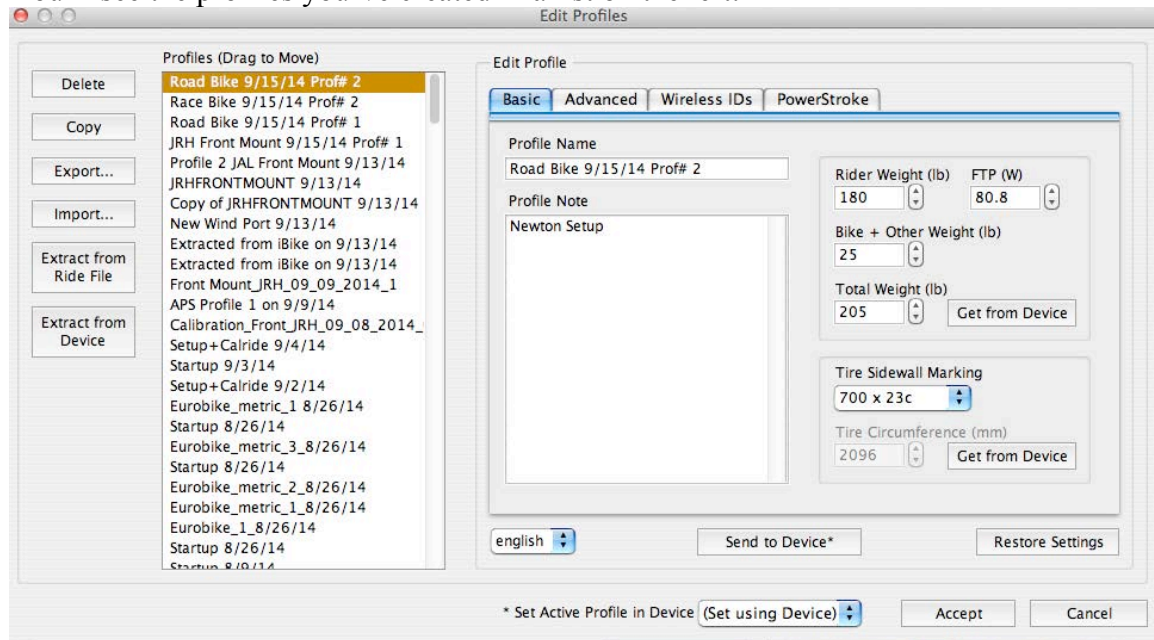 Edit Profiles
Delete
Copy
Export...
Import...
Extract from
Ride File
Extract from
Device
Profiles (Drag to Move)
Road Bike 9/15/14 Prof# 2
Race Bike 9/15/14 Prof# 2
Road Bike 9/15/14 Prof# 1
JRH Front Mount 9/15/14 Prof# 1
Profile 2 JAL Front Mount 9/13/14
JRHFRONTMOUNT 9/13/14
Copy of JRHFRONTMOUNT 9/13/14
New Wind Port 9/13/14
Extracted from iBike on 9/13/14
Extracted from iBike on 9/13/14
Front Mount_JRH_09_09_2014_1
APS Profile 1 on 9/9/14
Calibration_Front_JRH_09_08_2014_
Setup+Calride 9/4/14
Startup 9/3/14
Setup+Calride 9/2/14
Eurobike_metric_1 8/26/14
Startup 8/26/14
Eurobike_metric_3_8/26/14
Startup 8/26/14
Eurobike_metric_2_8/26/14
Eurobike_metric_1_8/26/14
Eurobike_1_8/26/14
Startup 8/26/14
Startup 8/9/14
Edit Profile
Basic Advanced Wireless IDs PowerStroke
Profile Name
Road Bike 9/15/14 Prof# 2
Profile Note
Newton Setup
Rider Weight (lb) FTP (W)
180 80.8
Bike + Other Weight (lb)
25
Total Weight (lb)
205 Get from Device
Tire Sidewall Marking
700 x 23c
Tire Circumference (mm)
2096 Get from Device
english Send to Device* Restore Settings
* Set Active Profile in Device (Set using Device) Accept Cancel